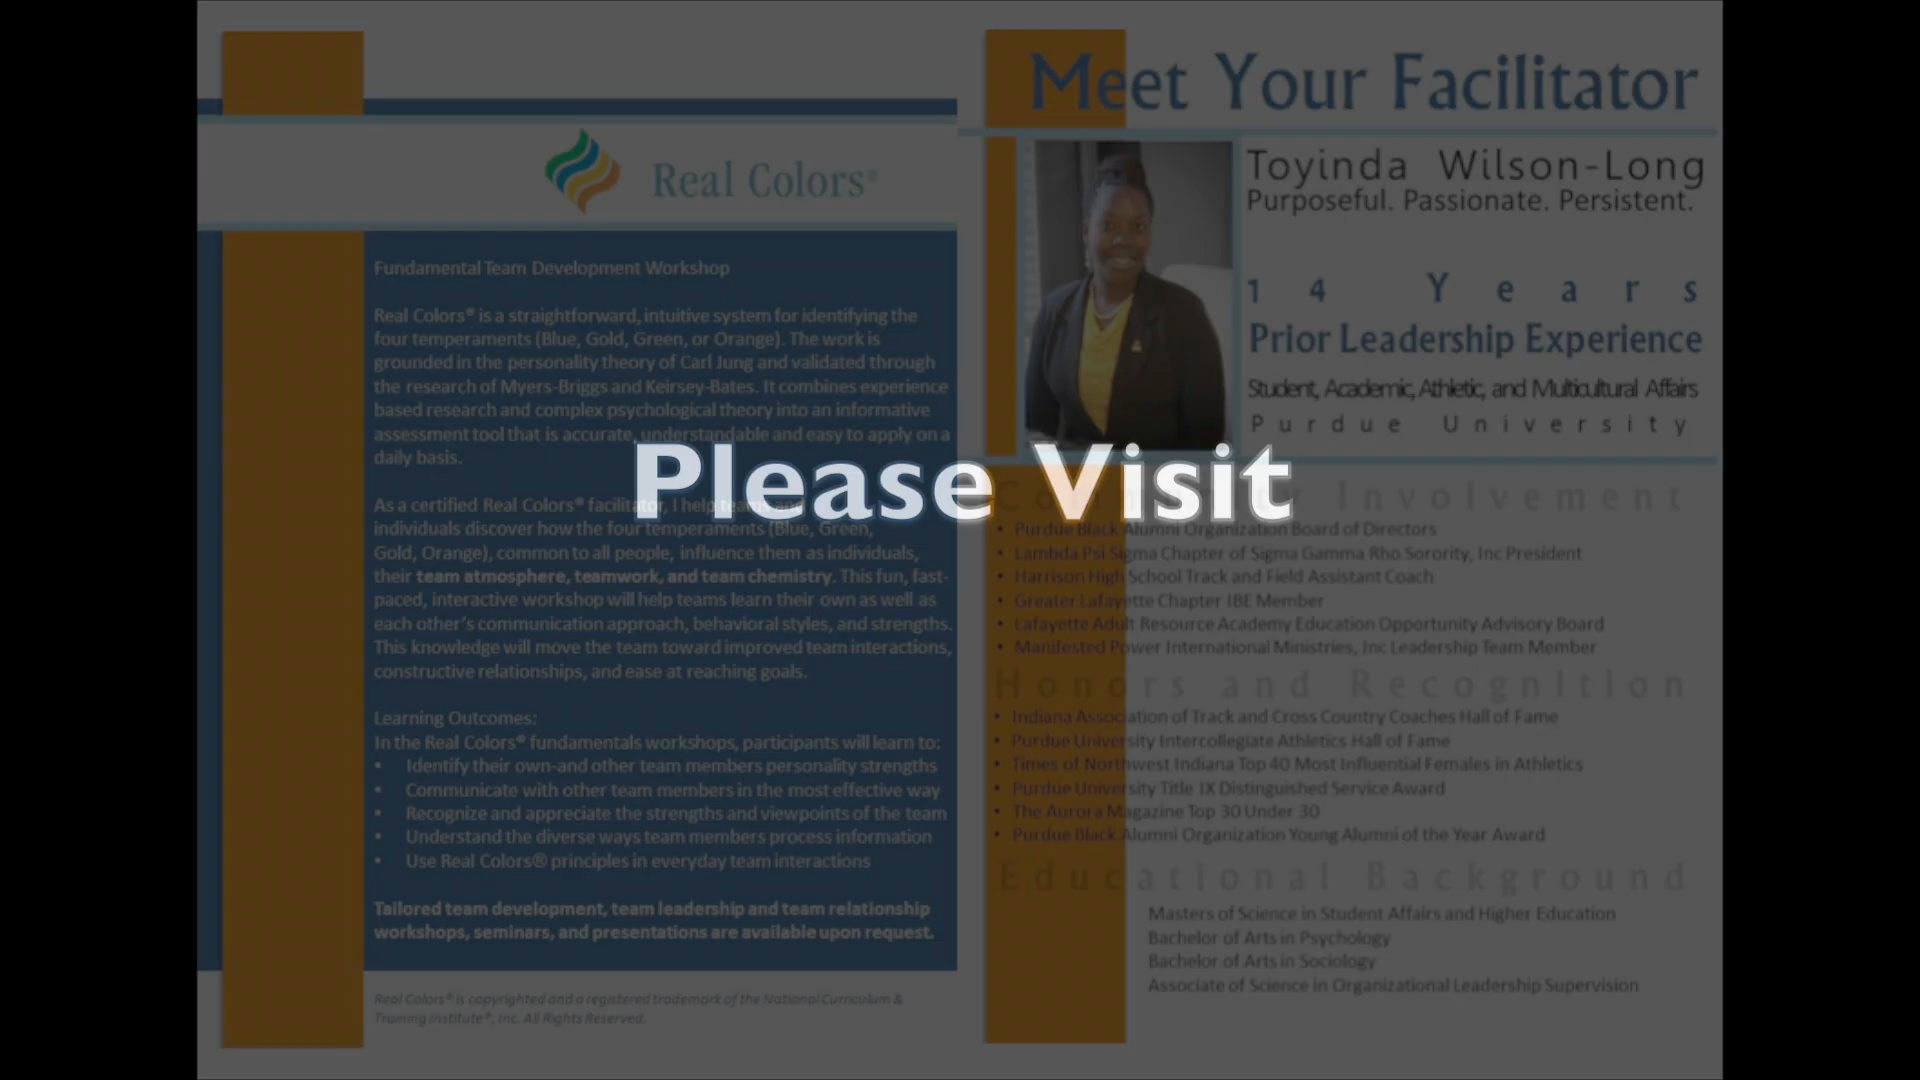 Real Colors®
Fundamental Team Development Workshop
Real Colors® is a straightforward, intuitive system for identifying the
four temperaments (Blue, Gold, Green, or Orange). The work is
grounded in the personality theory of Carl Jung and validated through
the research of Myers-Briggs and Keirsey-Bates. It combines experience
based research and complex psychological theory into an informative
assessment tool that is accurate, understandable and easy to apply on a
daily basis.
As a certified Real Colors® facilitator, I help teams and
individuals discover how the four temperaments (Blue, Green,
Gold, Orange), common to all people, influence them as individuals,
their team atmosphere, teamwork, and team chemistry. This fun, fast-
paced, interactive workshop will help teams learn their own as well as
each other's communication approach, behavioral styles, and strengths.
This knowledge will move the team toward improved team interactions,
constructive relationships, and ease at reaching goals.
Learning Outcomes:
In the Real Colors® fundamentals workshops, participants will learn to:
• Identify their own-and other team members personality strengths
• Communicate with other team members in the most effective way
• Recognize and appreciate the strengths and viewpoints of the team
• Understand the diverse ways team members process information
• Use Real Colors® principles in everyday team interactions
Tailored team development, team leadership and team relationship
workshops, seminars, and presentations are available upon request.
Real Colors® is copyrighted and a registered trademark of the National Curriculum &
Training Institute®, Inc. All Rights Reserved.
Please Visit
Meet Your Facilitator
Toyinda Wilson-Long
Purposeful. Passionate. Persistent.
14 Years
Prior Leadership Experience
Student, Academic, Athletic, and Multicultural Affairs
Purdue University
Involvement
• Purdue Black Alumni Organization Board of Directors
• Lambda Psi Sigma Chapter of Sigma Gamma Rho Sorority, Inc President
• Harrison High School Track and Field Assistant Coach
• Greater Lafayette Chapter IBE Member
• Lafayette Adult Resource Academy Education Opportunity Advisory Board
• Manifested Power International Ministries, Inc Leadership Team Member
Honors and Recognition
• Indiana Association of Track and Cross Country Coaches Hall of Fame
• Purdue University Intercollegiate Athletics Hall of Fame
• Times of Northwest Indiana Top 40 Most Influential Females in Athletics
• Purdue University Title IX Distinguished Service Award
• The Aurora Magazine Top 30 Under 30
• Purdue Black Alumni Organization Young Alumni of the Year Award
Educational Background
Masters of Science in Student Affairs and Higher Education
Bachelor of Arts in Psychology
Bachelor of Arts in Sociology
Associate of Science in Organizational Leadership Supervision